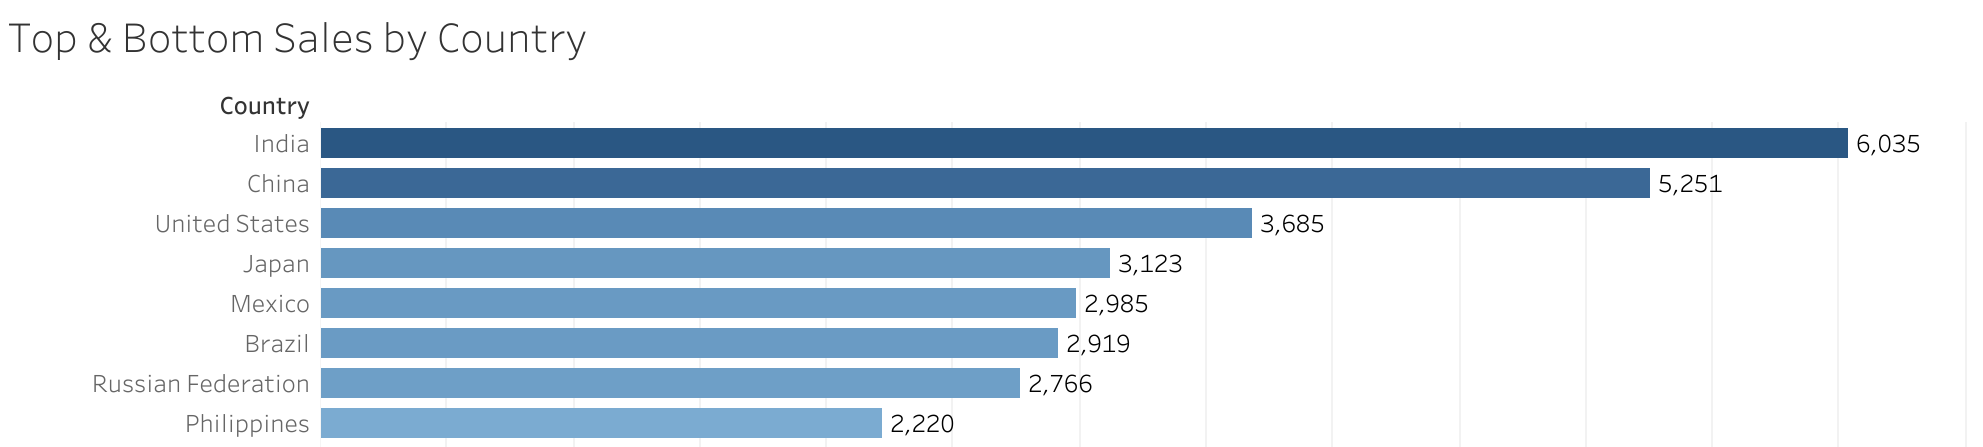 Top & Bottom Sales by Country
Country
India 6,035
China 5,251
United States 3,685
Japan 3,123
Mexico 2,985
Brazil 2,919
Russian Federation 2,766
Philippines 2,220